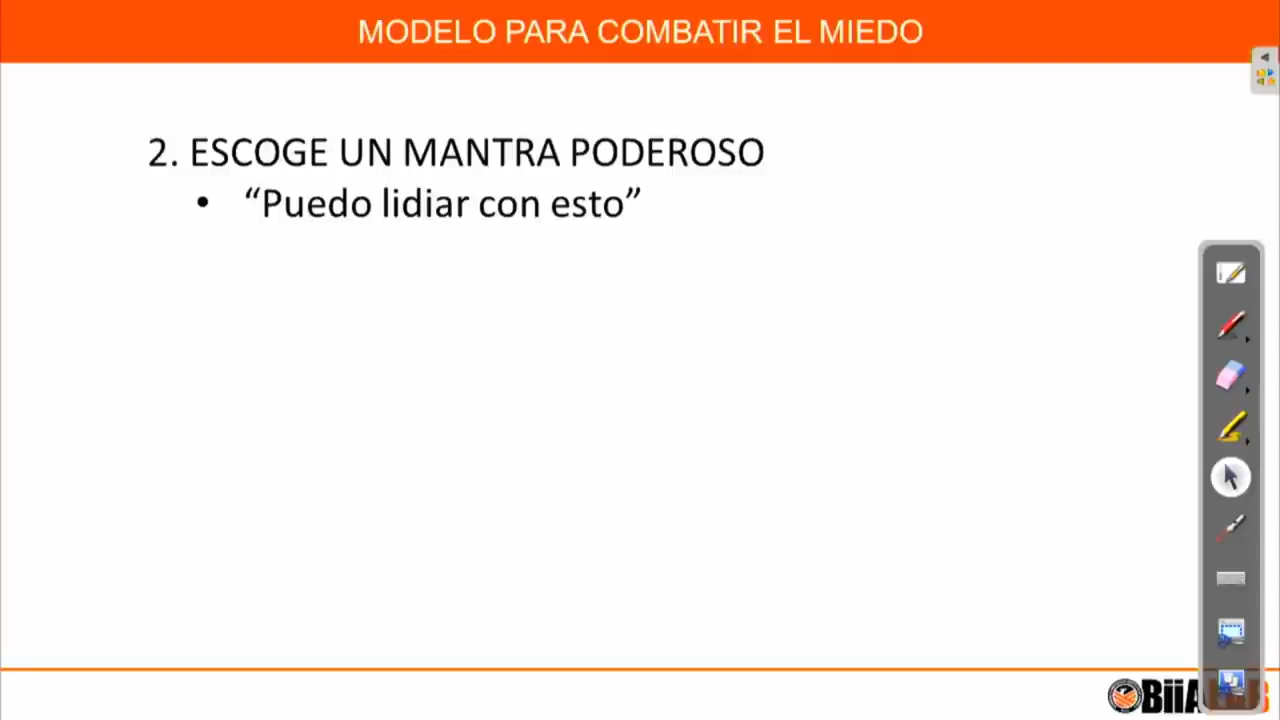 MODELO PARA COMBATIR EL MIEDO
2. ESCOGE UN MANTRA PODEROSO
• “Puedo lidiar con esto”